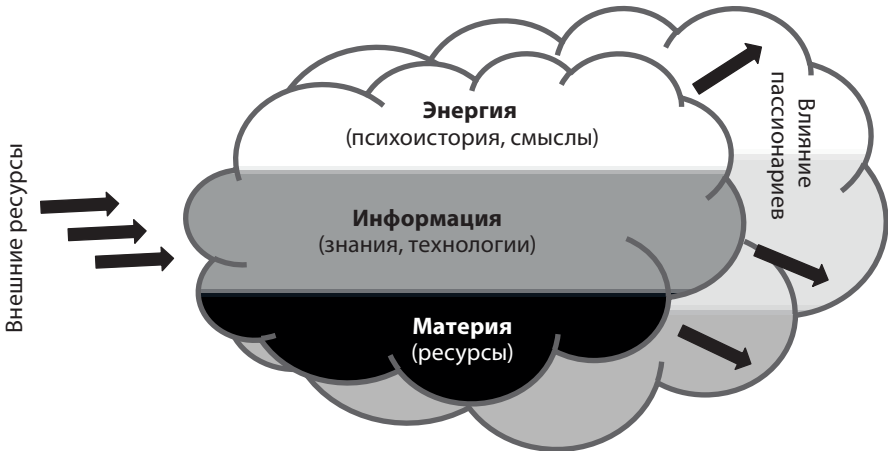 Внешние ресурсы
Энергия
(психоистория, смыслы)
Информация
(знания, технологии)
Материя
(ресурсы)
Влияние
пассионариев